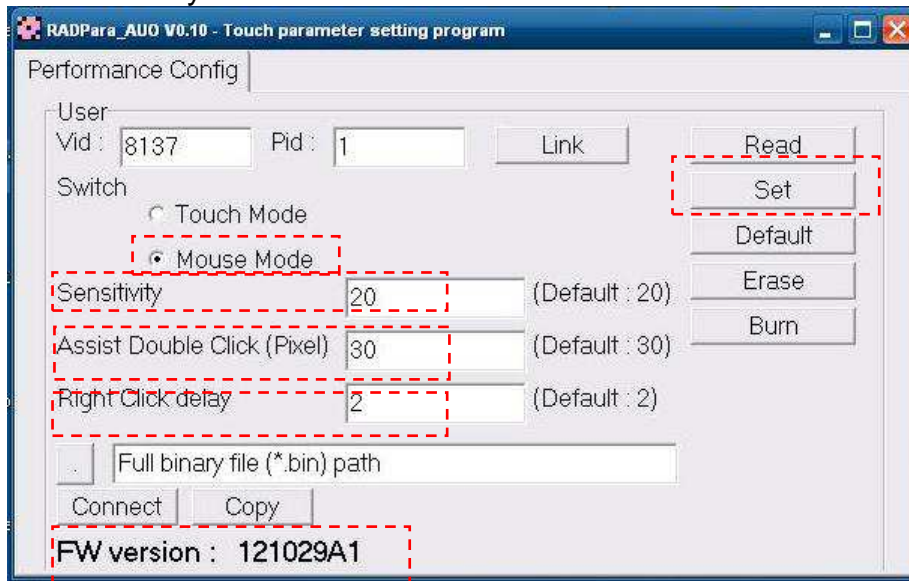 RADPara_AUO V0.10 - Touch parameter setting program
Performance Config
User
Vid : 8137 Pid : 1 Link Read
Switch Set
Touch Mode
Default
Mouse Mode
Sensitivity 20 (Default : 20) Erase
Burn
Assist Double Click (Pixel) 30 (Default : 30)
Right Click delay 2 (Default : 2)
. Full binary file (*.bin) path
Connect Copy
FW version : 121029A1